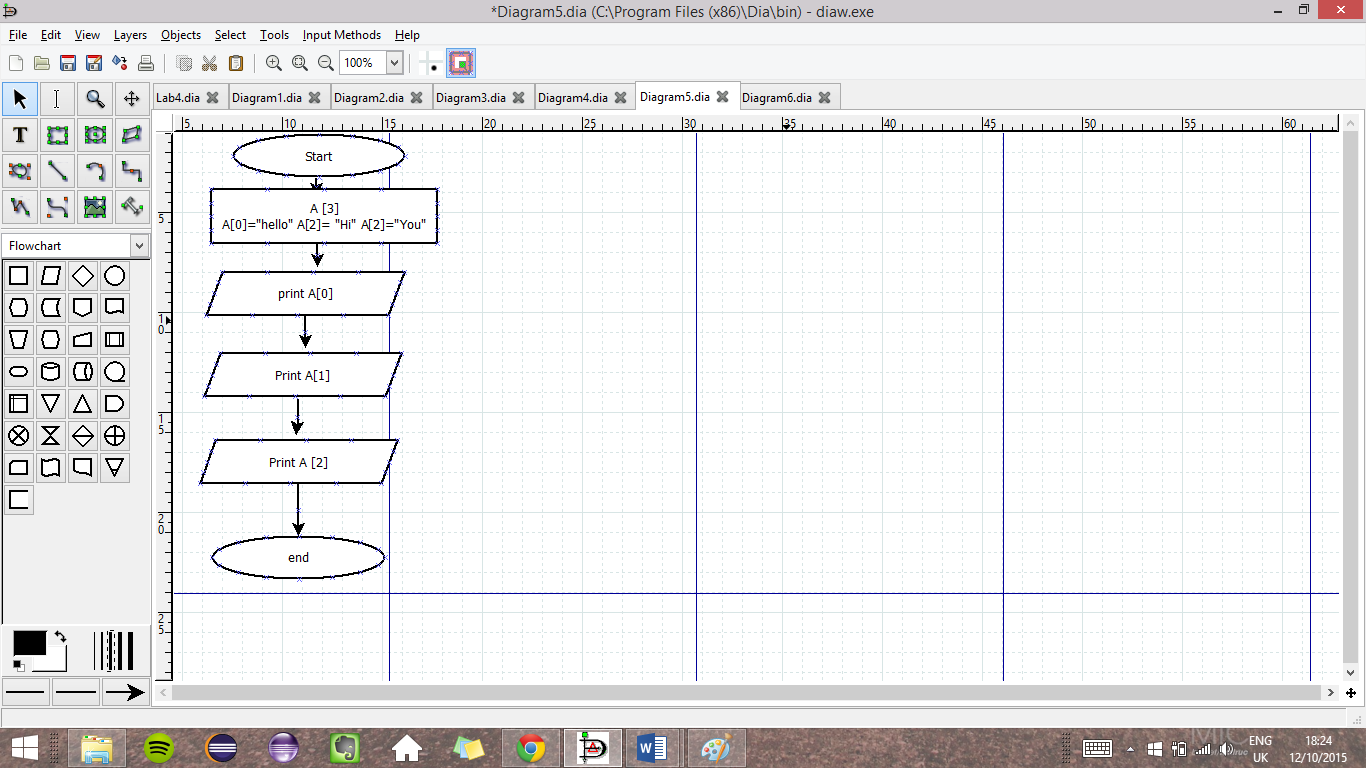 *Diagram5.dia (C:\Program Files (x86)\Dia\bin) - diaw.exe
File Edit View Layers Objects Select Tools Input Methods Help
100%
Lab4.dia Diagram1.dia Diagram2.dia Diagram3.dia Diagram4.dia Diagram5.dia Diagram6.dia
5 10 15 20 25 30 35 40 45 50 55 60
T
Flowchart
5
10
15
20
25
Start
A [3]
A[0]="hello" A[2]= "Hi" A[2]="You"
print A[0]
Print A[1]
Print A [2]
end
ENG
UK
18:24
12/10/2015